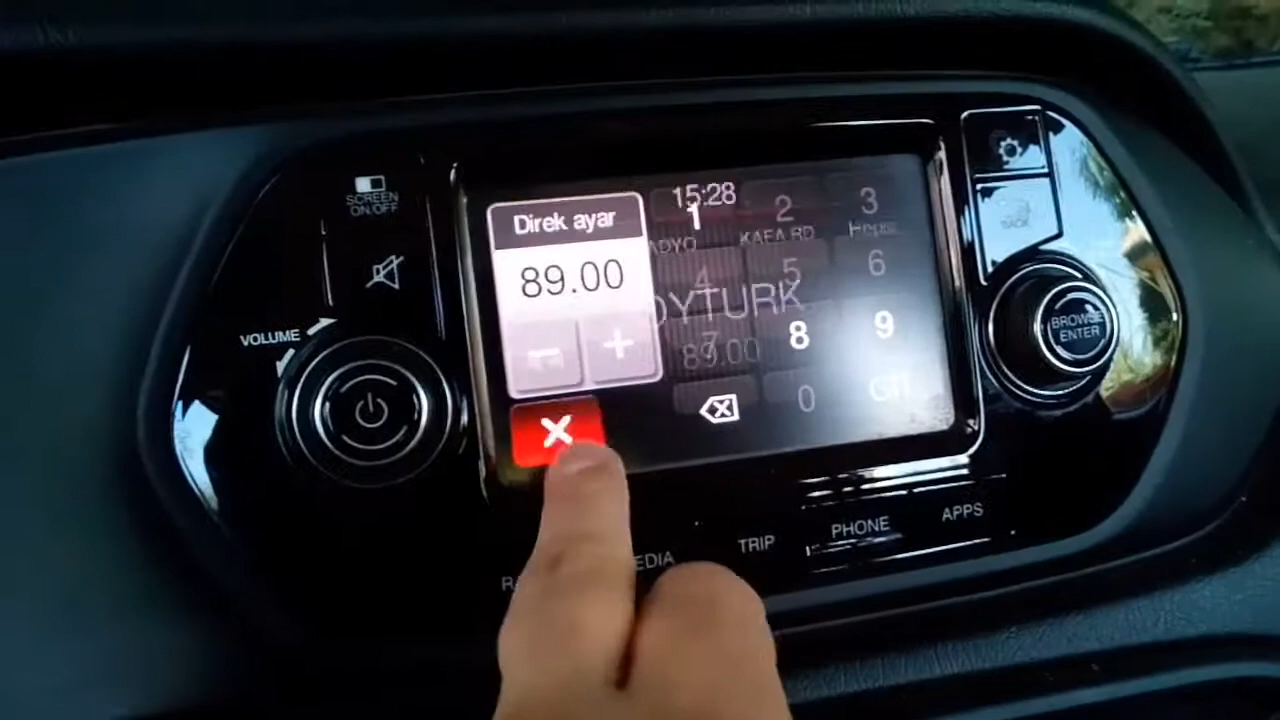 SCREEN
ON/OFF
VOLUME
Direk ayar
89.00
15:28
1
2
3
KAFA RD
4
5
6
7
8
9
89.00
0
BACK
BROWSE
ENTER
TRIP
PHONE
APPS